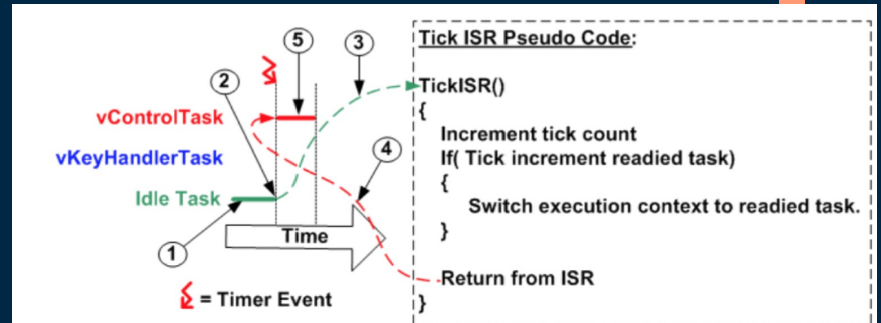 5
3
2
vControlTask
4
vKeyHandlerTask
Idle Task
Time
1
= Timer Event
Tick ISR Pseudo Code:
TickISR()
{
Increment tick count
If( Tick increment readied task)
{
Switch execution context to readied task.
}
Return from ISR
}